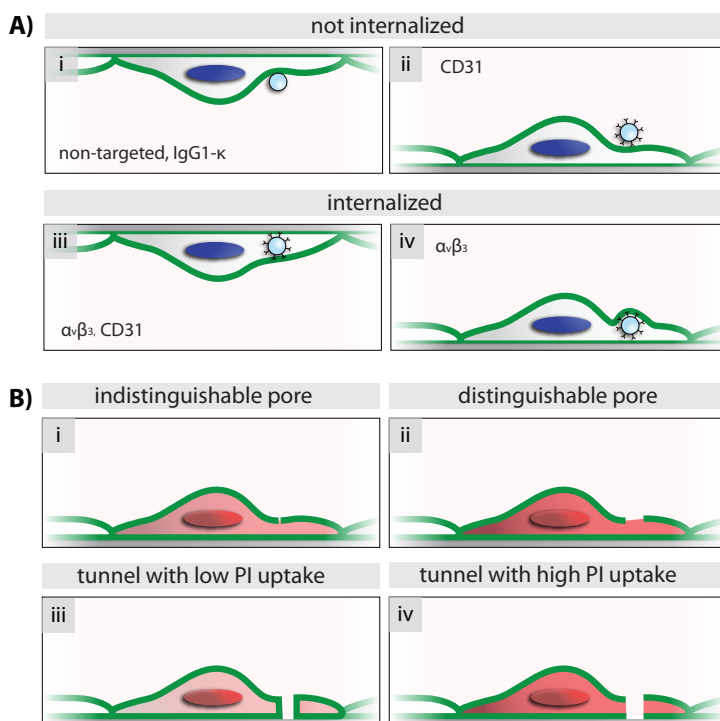 A)
not internalized
i
non-targeted, IgG1-κ
ii
CD31
internalized
iii
αvβ3, CD31
iv
αvβ3
B)
indistinguishable pore
distinguishable pore
i
ii
tunnel with low PI uptake
tunnel with high PI uptake
iii
iv